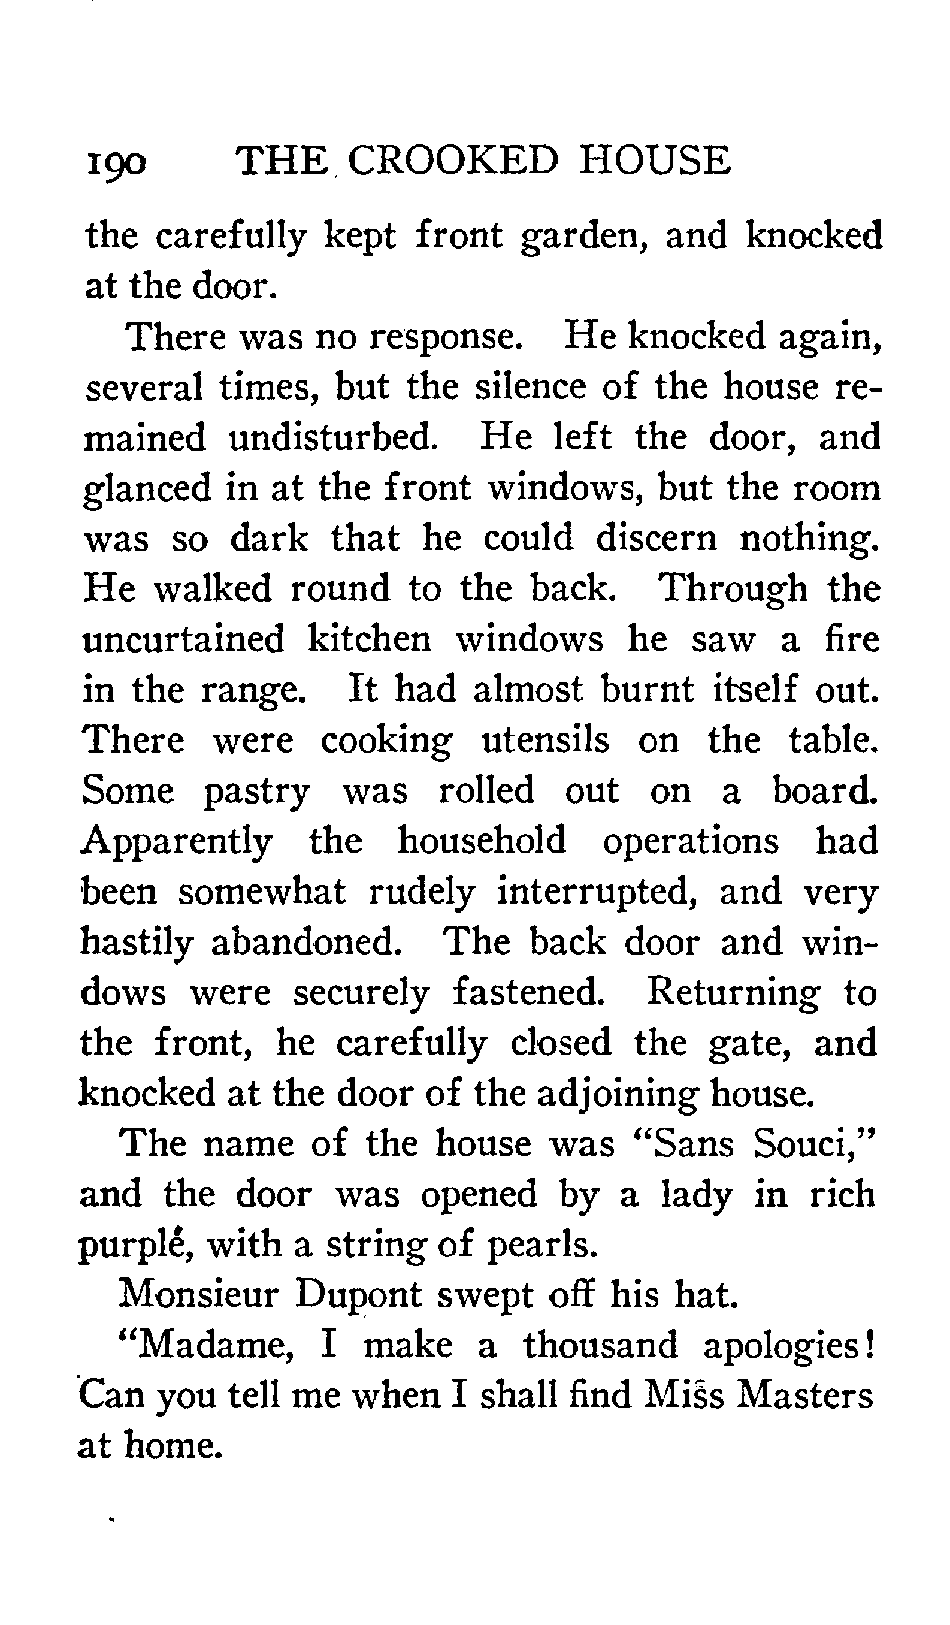 190 THE CROOKED HOUSE
the carefully kept front garden, and knocked
at the door.
There was no response. He knocked again,
several times, but the silence of the house re-
mained undisturbed. He left the door, and
glanced in at the front windows, but the room
was so dark that he could discern nothing.
He walked round to the back. Through the
uncurtained kitchen windows he saw a fire
in the range. It had almost burnt itself out.
There were cooking utensils on the table.
Some pastry was rolled out on a board.
Apparently the household operations had
been somewhat rudely interrupted, and very
hastily abandoned. The back door and win-
dows were securely fastened. Returning to
the front, he carefully closed the gate, and
knocked at the door of the adjoining house.
The name of the house was "Sans Souci,"
and the door was opened by a lady in rich
purple, with a string of pearls.
Monsieur Dupont swept off his hat.
"Madame, I make a thousand apologies!
Can you tell me when I shall find Miss Masters
at home.